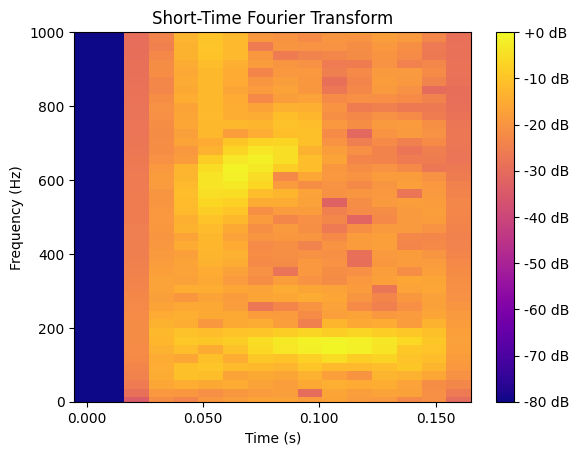 Short-Time Fourier Transform
1000
800
600
400
200
0
Frequency (Hz)
0.000
0.050
0.100
0.150
Time (s)
+0 dB
-10 dB
-20 dB
-30 dB
-40 dB
-50 dB
-60 dB
-70 dB
-80 dB